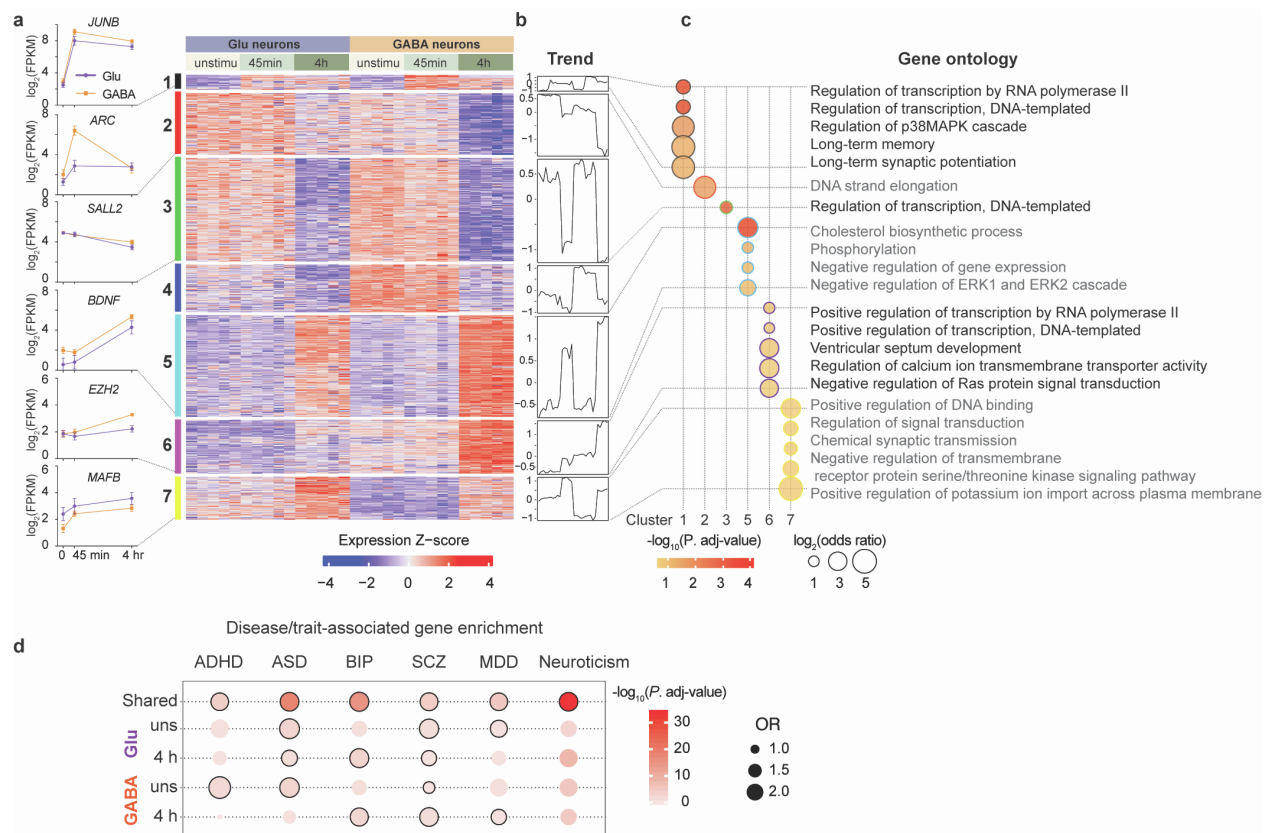 a
b
c
JUNB
8
4
0
log2(FPKM)
Glu
GABA
ARC
8
4
0
log2(FPKM)
SALL2
8
4
0
log2(FPKM)
BDNF
8
4
0
log2(FPKM)
EZH2
6
4
2
0
log2(FPKM)
MAFB
6
4
2
0
log2(FPKM)
0 45 min 4 hr
Glu neurons GABA neurons
unstimu 45min 4h unstimu 45min 4h
1
2
3
4
5
6
7
Expression Z−score
−4 −2 0 2 4
Trend
1
0
−1
0.5
0
−1
0.5
0
−1
1
0
−1
1
0.5
0
−0.5
1
0
−0.5
1
0
−1
Gene ontology
Regulation of transcription by RNA polymerase II
Regulation of transcription, DNA-templated
Regulation of p38MAPK cascade
Long-term memory
Long-term synaptic potentiation
DNA strand elongation
Regulation of transcription, DNA-templated
Cholesterol biosynthetic process
Phosphorylation
Negative regulation of gene expression
Negative regulation of ERK1 and ERK2 cascade
Positive regulation of transcription by RNA polymerase II
Positive regulation of transcription, DNA-templated
Ventricular septum development
Regulation of calcium ion transmembrane transporter activity
Negative regulation of Ras protein signal transduction
Positive regulation of DNA binding
Regulation of signal transduction
Chemical synaptic transmission
Negative regulation of transmembrane
receptor protein serine/threonine kinase signaling pathway
Positive regulation of potassium ion import across plasma membrane
Cluster 1 2 3 5 6 7
-log10(P. adj-value)
1 2 3 4
log2(odds ratio)
1 3 5
d
Disease/trait-associated gene enrichment
ADHD ASD BIP SCZ MDD Neuroticism
Shared
Glu
uns
4 h
GABA
uns
4 h
-log10(P. adj-value)
30
20
10
0
OR
1.0
1.5
2.0